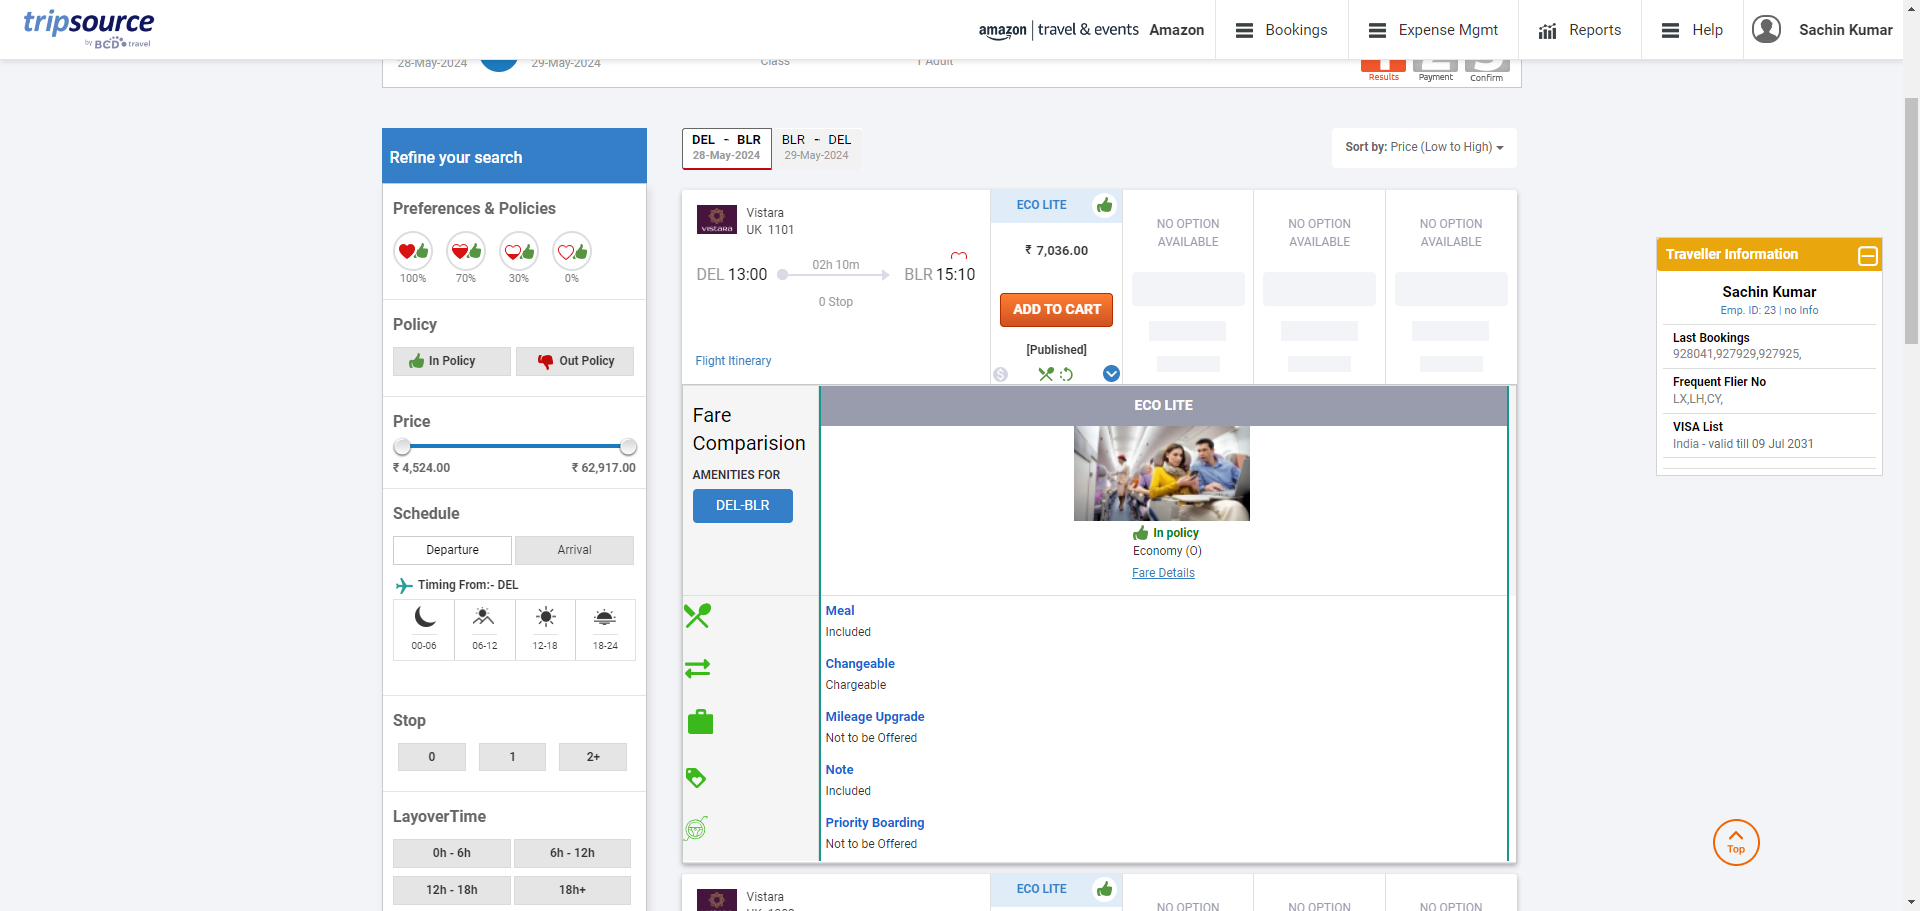 tripsource
by BCD travel
amazon | travel & events Amazon
Bookings
Expense Mgmt
Reports
Help
Sachin Kumar
28-May-2024
29-May-2024
Class
1 Adult
Results
Payment
Confirm
Refine your search
Preferences & Policies
100%
70%
30%
0%
Policy
In Policy
Out Policy
Price
₹ 4,524.00
₹ 62,917.00
Schedule
Departure
Arrival
Timing From:- DEL
00-06
06-12
12-18
18-24
Stop
0
1
2+
LayoverTime
0h - 6h
6h - 12h
12h - 18h
18h+
DEL - BLR
28-May-2024
BLR - DEL
29-May-2024
Sort by: Price (Low to High)
VISTARA
Vistara
UK 1101
DEL 13:00
02h 10m
BLR 15:10
0 Stop
Flight Itinerary
ECO LITE
₹ 7,036.00
ADD TO CART
[Published]
NO OPTION
AVAILABLE
NO OPTION
AVAILABLE
NO OPTION
AVAILABLE
Fare
Comparision
AMENITIES FOR
DEL-BLR
ECO LITE
In policy
Economy (O)
Fare Details
Meal
Included
Changeable
Chargeable
Mileage Upgrade
Not to be Offered
Note
Included
Priority Boarding
Not to be Offered
Vistara
ECO LITE
NO OPTION
NO OPTION
NO OPTION
Traveller Information
Sachin Kumar
Emp. ID: 23 | no Info
Last Bookings
928041,927929,927925,
Frequent Flier No
LX,LH,CY,
VISA List
India - valid till 09 Jul 2031
Top